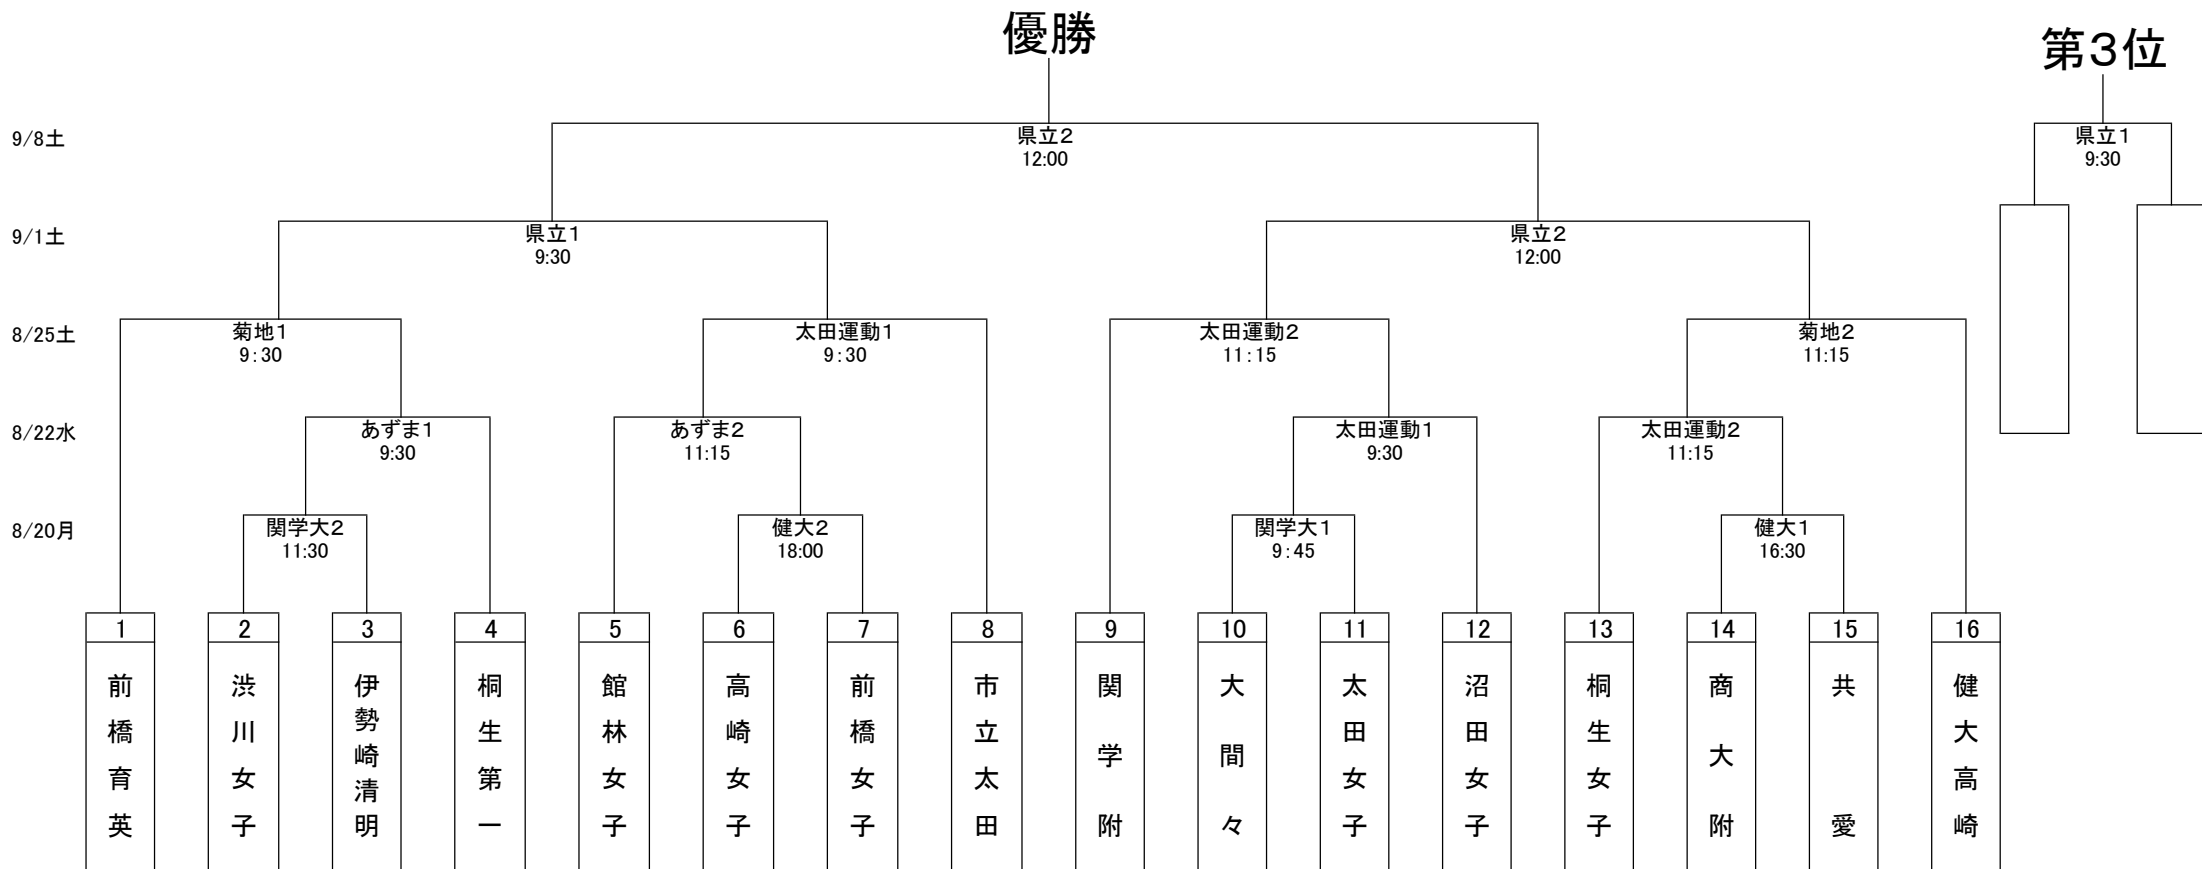 優勝
第３位
9/8土
県立２
12:00
県立１
9:30
9/1土
県立１
9:30
県立２
12:00
8/25土
菊地１
9：30
太田運動１
9：30
太田運動２
11：15
菊地２
11:15
8/22水
あずま１
9:30
あずま２
11:15
太田運動１
9:30
太田運動２
11:15
8/20月
関学大２
11:30
健大２
18:00
関学大１
9：45
健大１
16:30
1
2
3
4
5
6
7
8
9
10
11
12
13
14
15
16
前橋育英
渋川女子
伊勢崎清明
桐生第一
館林女子
高崎女子
前橋女子
市立太田
関学附
大間々
太田女子
沼田女子
桐生女子
商大附
共愛
健大高崎